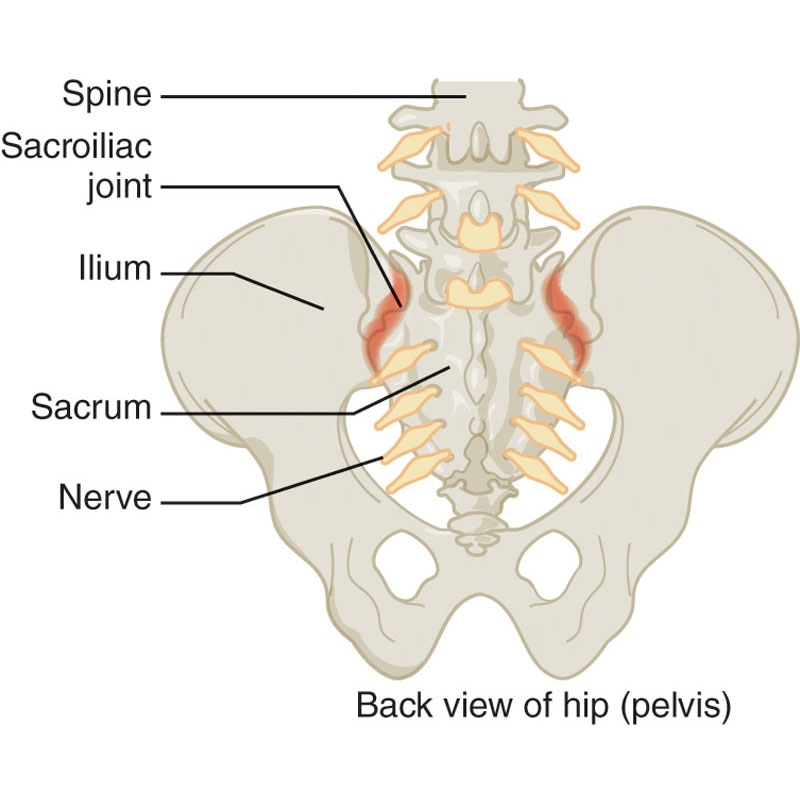 Spine
Sacroiliac
joint
Ilium
Sacrum
Nerve
Back view of hip (pelvis)